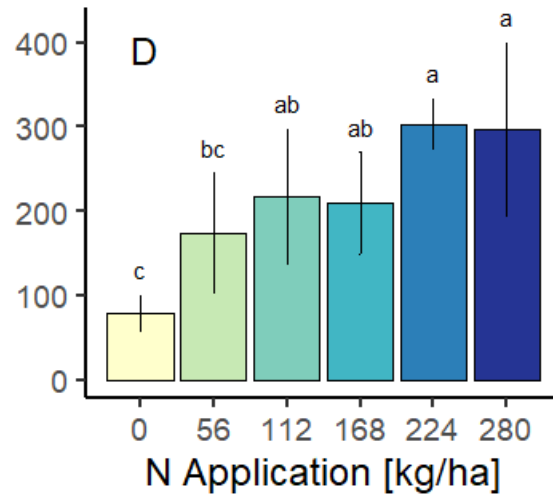 D
400
300
200
100
0
c
bc
ab
ab
a
a
0 56 112 168 224 280
N Application [kg/ha]